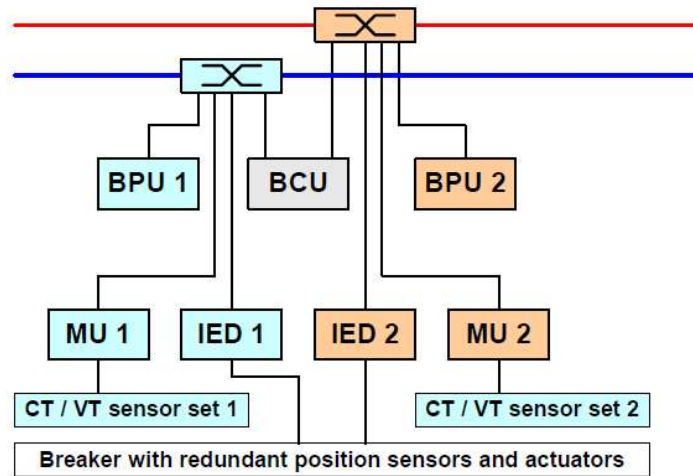 BPU 1
BCU
BPU 2
MU 1
IED 1
IED 2
MU 2
CT / VT sensor set 1
CT / VT sensor set 2
Breaker with redundant position sensors and actuators